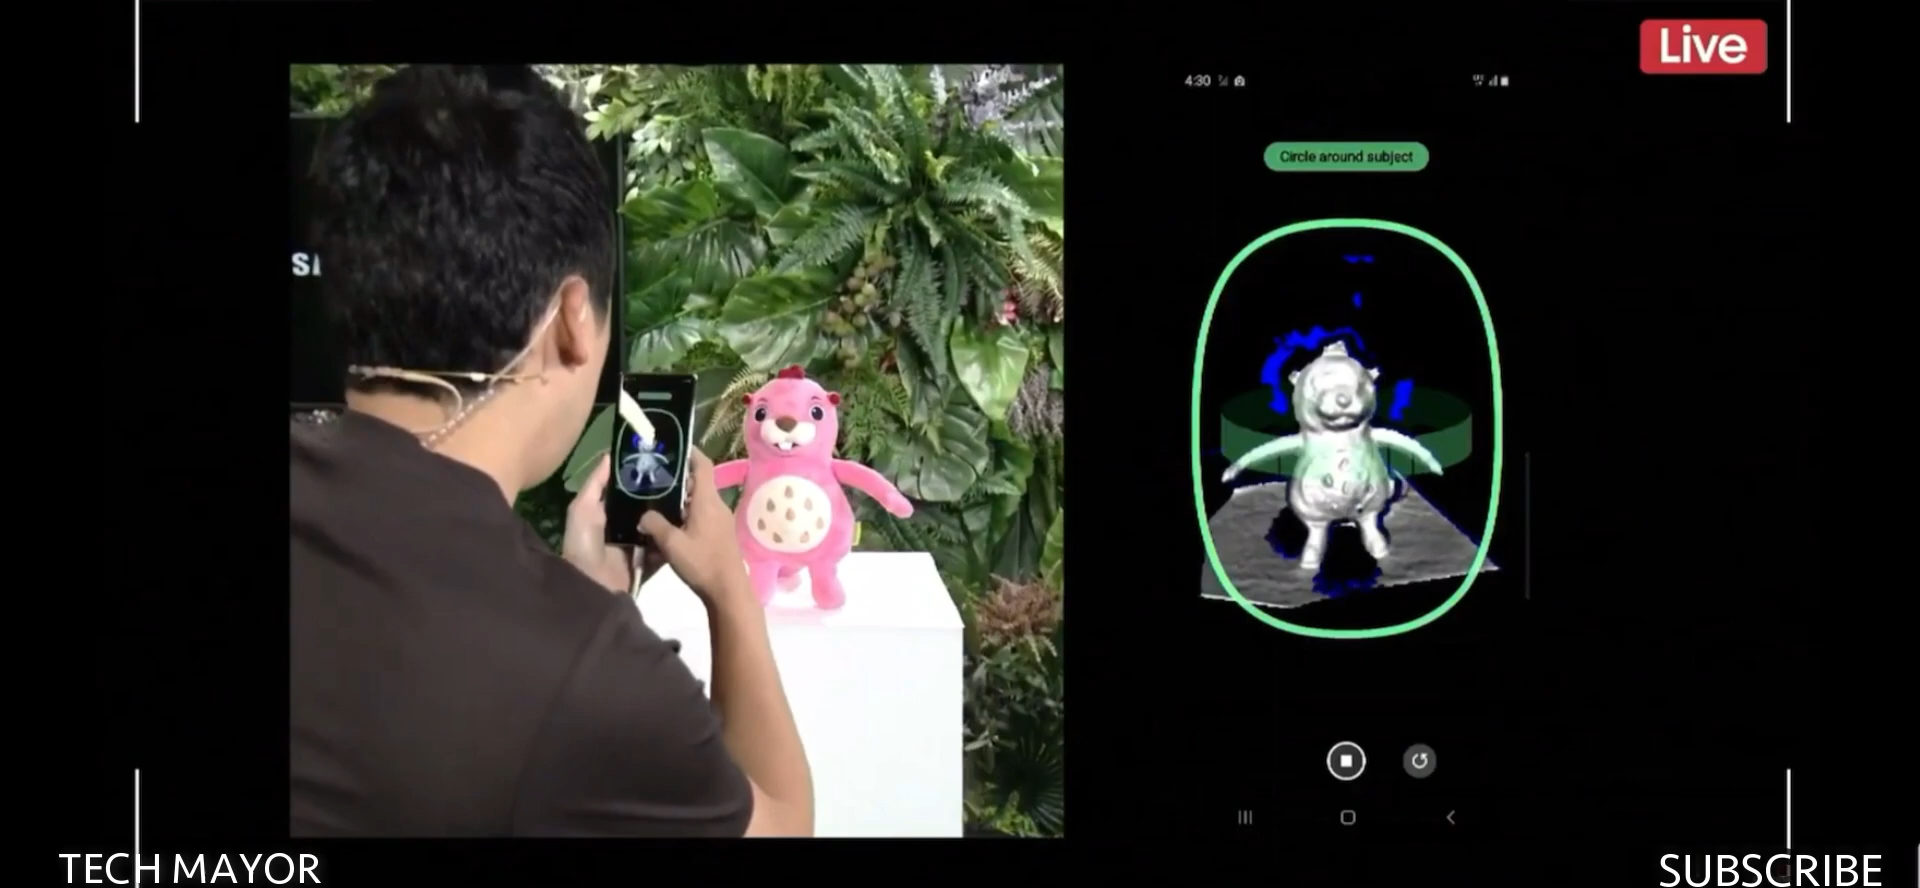 Live
4:30
Circle around subject
TECH MAYOR
SUBSCRIBE